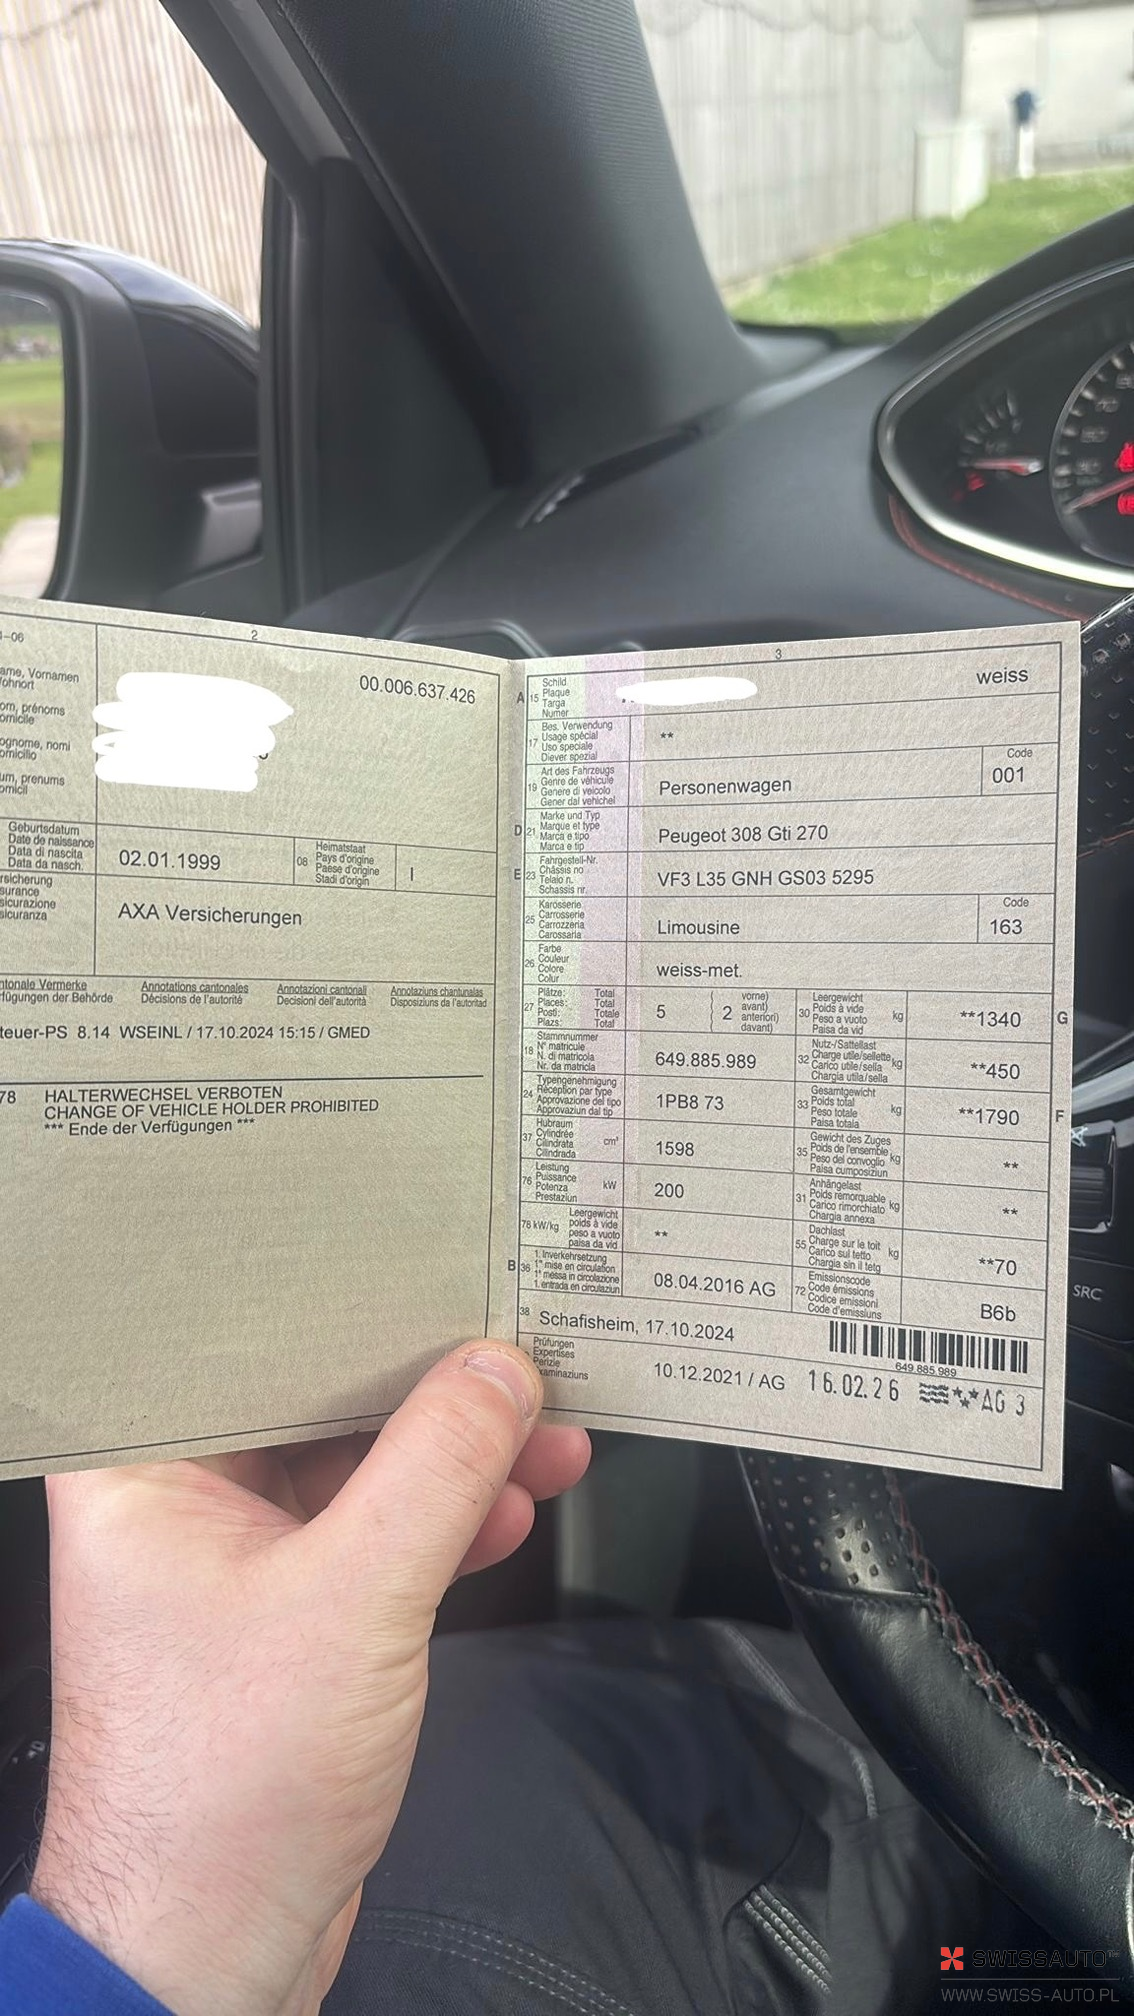 2
00.006.637.426
ame, Vornamen
ohnort
om, prénoms
omicile
ognome, nomi
omicilio
um, prenums
omicil
Geburtsdatum
Date de naissance
Data di nascita
Data da nasch.
02.01.1999
08
Heimatstaat
Pays d'origine
Paese d'origine
Stadi d'origin
I
rsicherung
surance
sicurazione
sicuranza
AXA Versicherungen
ntonale Vermerke
fügungen der Behörde
Annotations cantonales
Décisions de l'autorité
Annotazioni cantonali
Decisioni dell'autorità
Annotaziuns chantunalas
Disposiziuns da l'autoritad
teuer-PS 8.14 WSEINL / 17.10.2024 15:15 / GMED
78 HALTERWECHSEL VERBOTEN
CHANGE OF VEHICLE HOLDER PROHIBITED
*** Ende der Verfügungen ***
3
A 15
Schild
Plaque
Targa
Numer
weiss
17
Bes. Verwendung
Usage spécial
Uso speciale
Diever spezial
**
19
Art des Fahrzeugs
Genre de véhicule
Genere di veicolo
Gener dal vehichel
Personenwagen
Code
001
D 21
Marke und Typ
Marque et type
Marca e tipo
Marca e tip
Peugeot 308 Gti 270
E 23
Fahrgestell-Nr.
Châssis no
Telaio n.
Schassis nr.
VF3 L35 GNH GS03 5295
25
Karosserie
Carrosserie
Carrozzeria
Carossaria
Limousine
Code
163
26
Farbe
Couleur
Colore
Colur
weiss-met.
27
Plätze: Total
Places: Total
Posti: Totale
Plazs: Total
5
2
vorne)
avant)
anteriori)
davant)
30
Leergewicht
Poids à vide
Peso a vuoto
Paisa da vid
kg
**1340
G
18
Stammnummer
N° matricule
N. di matricola
Nr. da matricla
649.885.989
32
Nutz-/Sattellast
Charge utile/sellette
Carico utile/sella
Chargia utila/sella
kg
**450
24
Typengenehmigung
Réception par type
Approvazione del tipo
Approvaziun dal tip
1PB8 73
33
Gesamtgewicht
Poids total
Peso totale
Paisa totala
kg
**1790
F
37
Hubraum
Cylindrée
Cilindrata
Cilindrada
cm³
1598
35
Gewicht des Zuges
Poids de l'ensemble
Peso del convoglio
Paisa cumposiziun
kg
**
76
Leistung
Puissance
Potenza
Prestaziun
kW
200
31
Anhängelast
Poids remorquable
Carico rimorchiato
Chargia annexa
kg
**
78 kW/kg
Leergewicht
poids à vide
peso a vuoto
paisa da vid
**
55
Dachlast
Charge sur le toit
Carico sul tetto
Chargia sin il tetg
kg
**70
B 36
1. Inverkehrsetzung
1re mise en circulation
1a messa in circolazione
1. entrada en circulaziun
08.04.2016 AG
72
Emissionscode
Code émissions
Codice emissioni
Code d'emissiuns
B6b
38
Schafisheim, 17.10.2024
649.885.989
Prüfungen
Expertises
Perizie
xaminaziuns
10.12.2021 / AG
16.02.26
AG 3
SRC
SWISSAUTO
WWW.SWISS-AUTO.PL